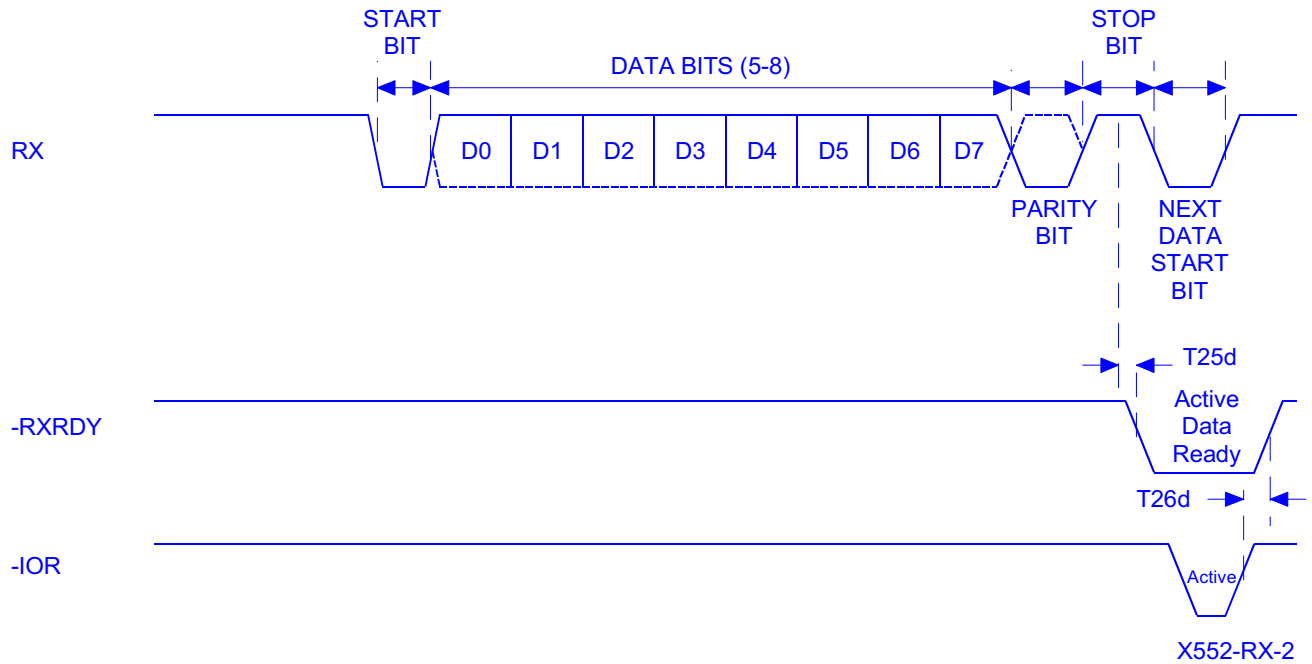 START
BIT
DATA BITS (5-8)
STOP
BIT
RX
D0 D1 D2 D3 D4 D5 D6 D7
PARITY
BIT
NEXT
DATA
START
BIT
T25d
-RXRDY
Active
Data
Ready
T26d
-IOR
Active
X552-RX-2